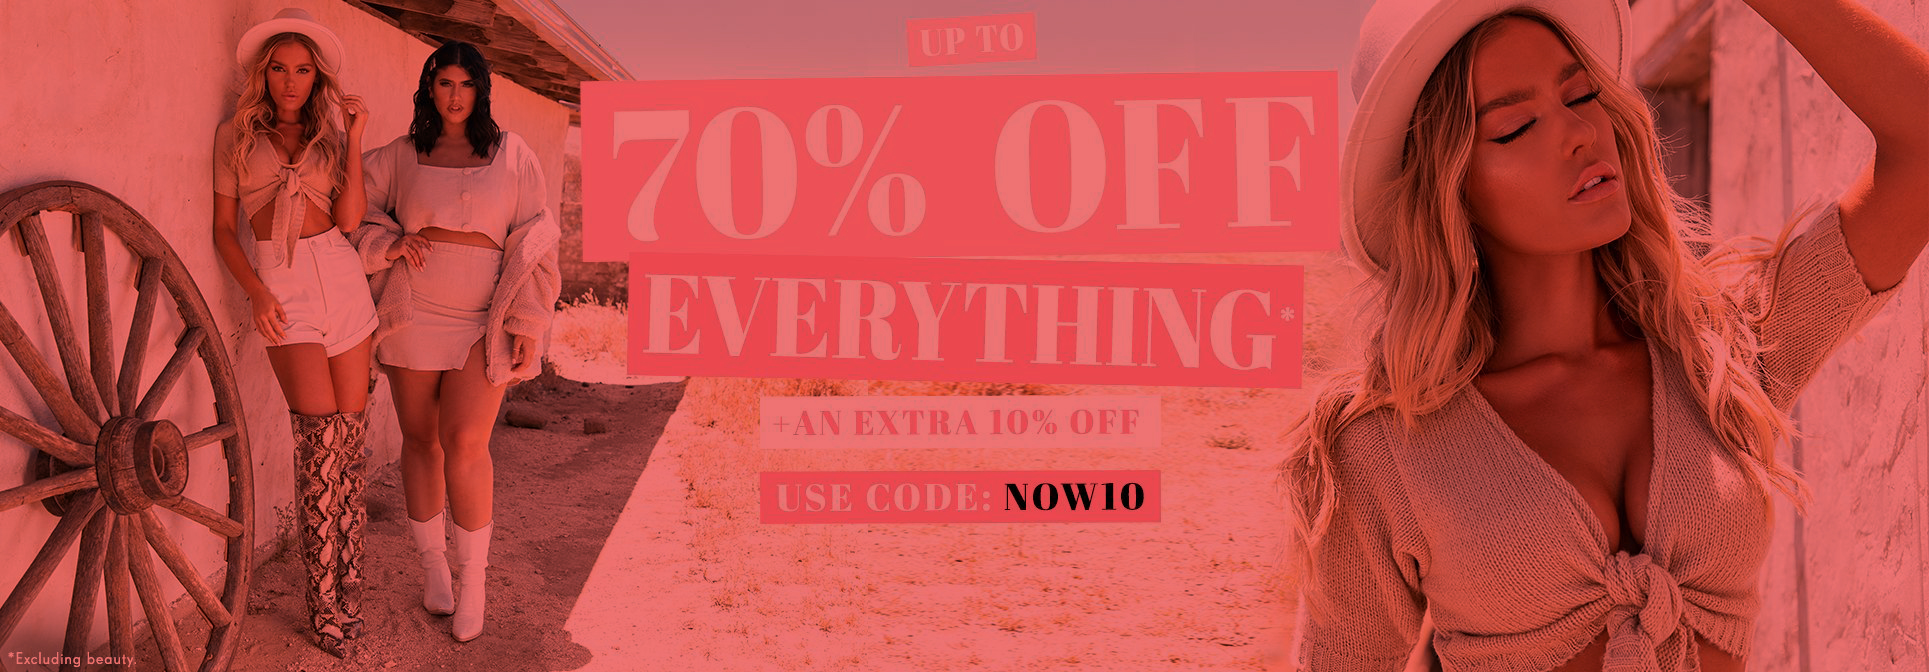 UP TO
70% OFF
EVERYTHING*
+AN EXTRA 10% OFF
USE CODE: NOW10
*Excluding beauty.